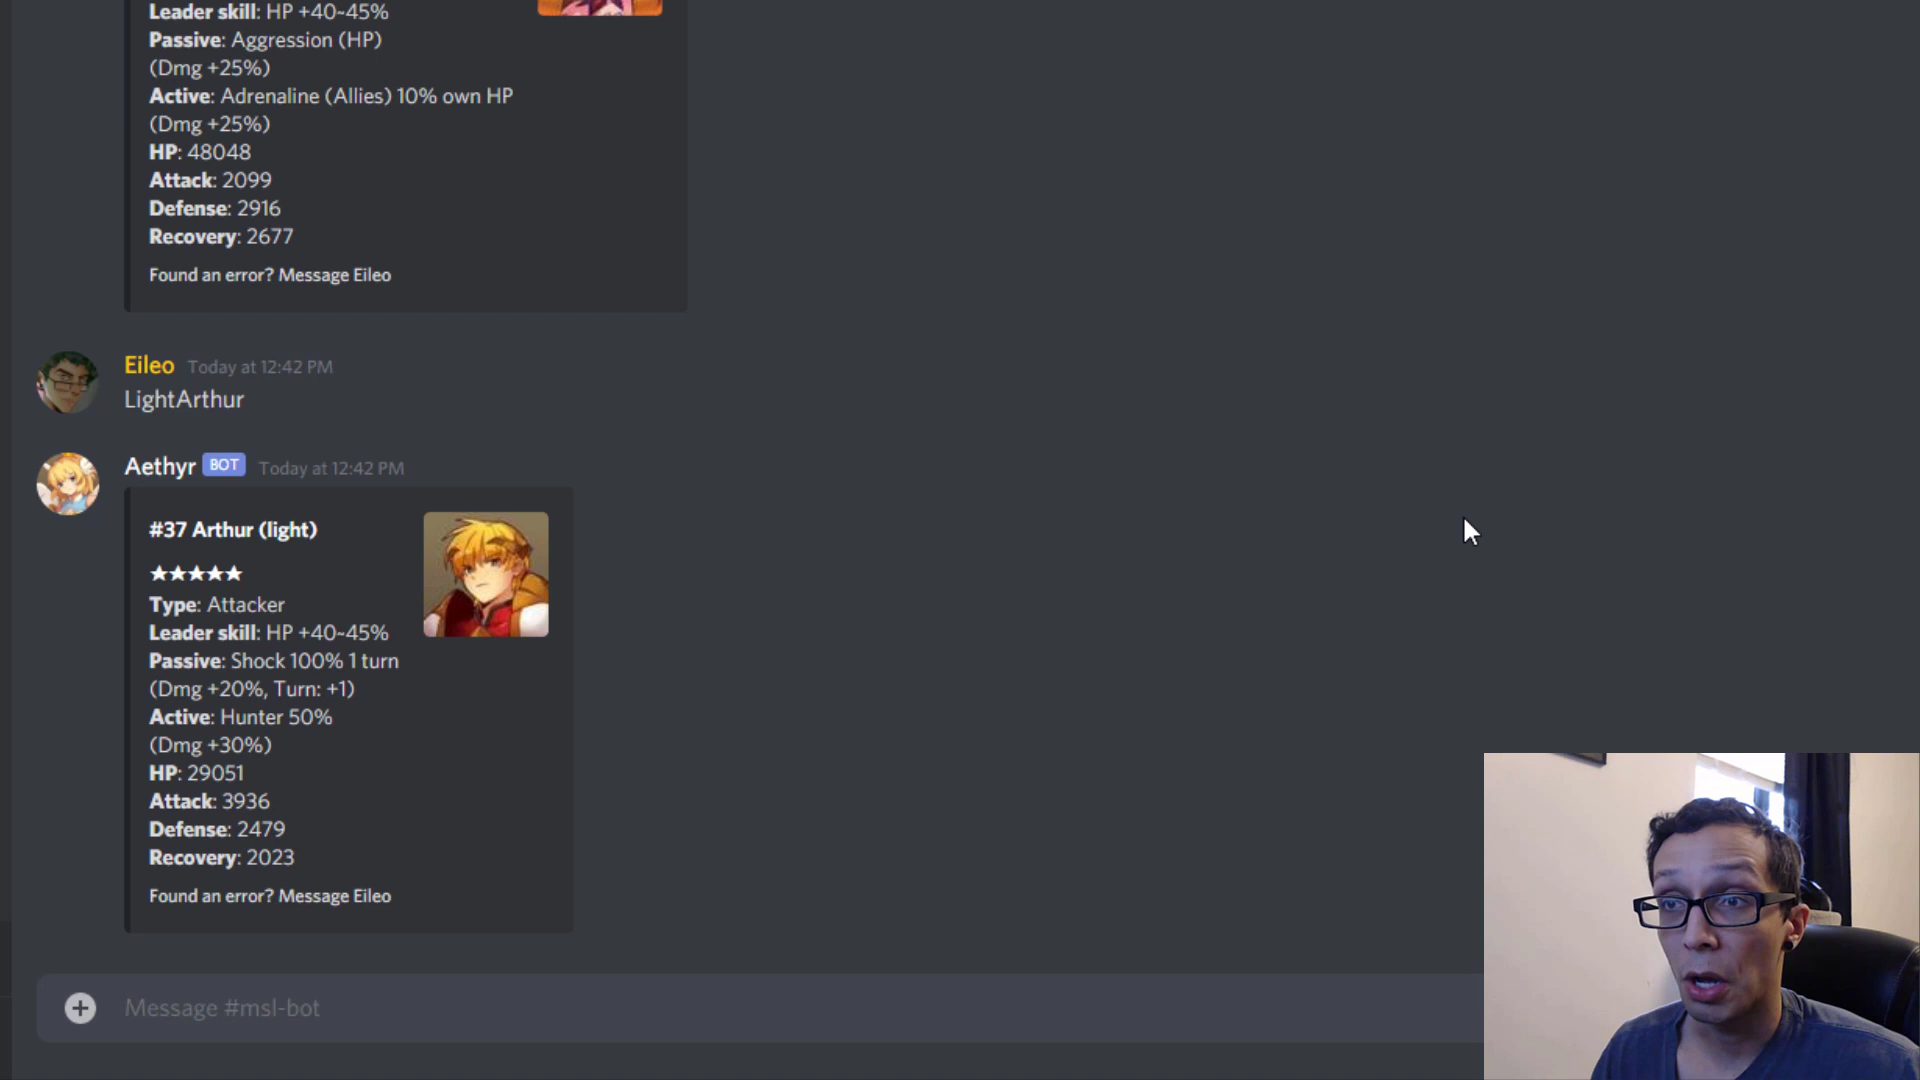 Leader skill: HP +40~45%
Passive: Aggression (HP)
(Dmg +25%)
Active: Adrenaline (Allies) 10% own HP
(Dmg +25%)
HP: 48048
Attack: 2099
Defense: 2916
Recovery: 2677
Found an error? Message Eileo
Eileo Today at 12:42 PM
LightArthur
Aethyr BOT Today at 12:42 PM
#37 Arthur (light)
★★★★★
Type: Attacker
Leader skill: HP +40~45%
Passive: Shock 100% 1 turn
(Dmg +20%, Turn: +1)
Active: Hunter 50%
(Dmg +30%)
HP: 29051
Attack: 3936
Defense: 2479
Recovery: 2023
Found an error? Message Eileo
Message #msl-bot